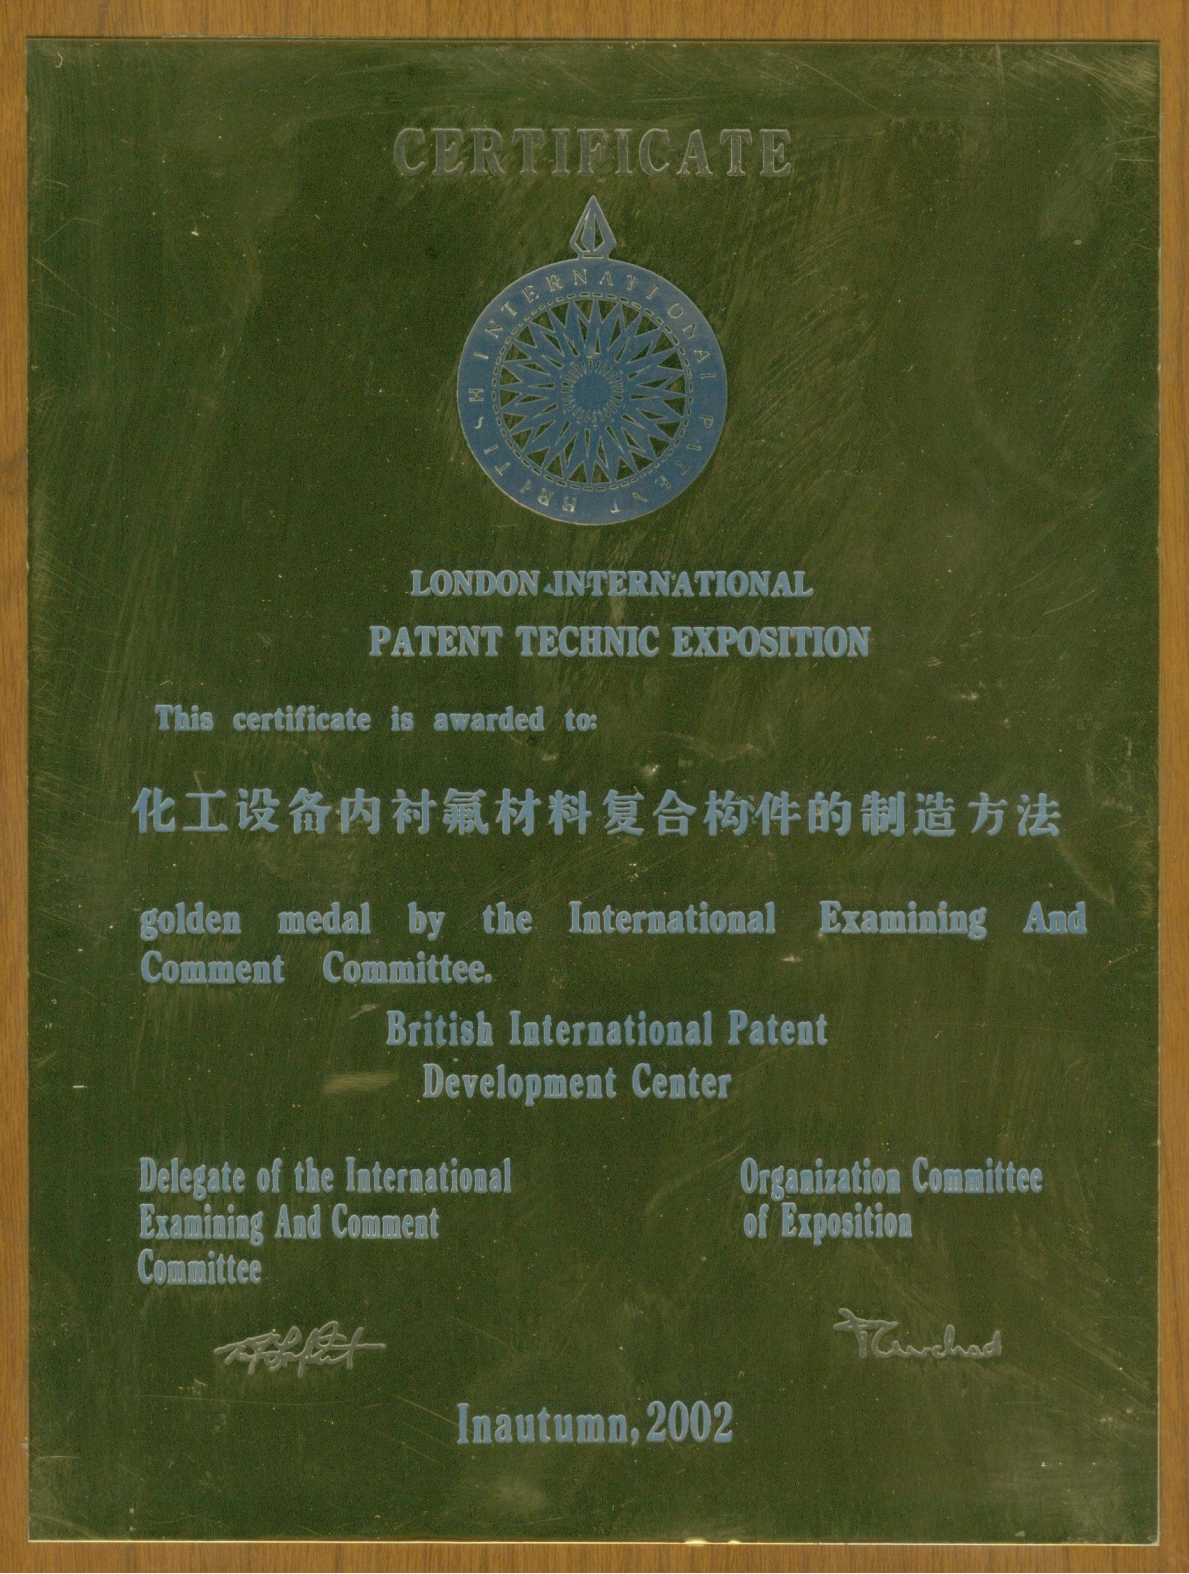 CERTIFICATE
BRITISH INTERNATIONAL PATENT
LONDON INTERNATIONAL
PATENT TECHNIC EXPOSITION
This certificate is awarded to:
化工设备内衬氟材料复合构件的制造方法
golden medal by the International Examining And
Comment Committee.
British International Patent
Development Center
Delegate of the International
Examining And Comment
Committee
Organization Committee
of Exposition
Inautumn, 2002